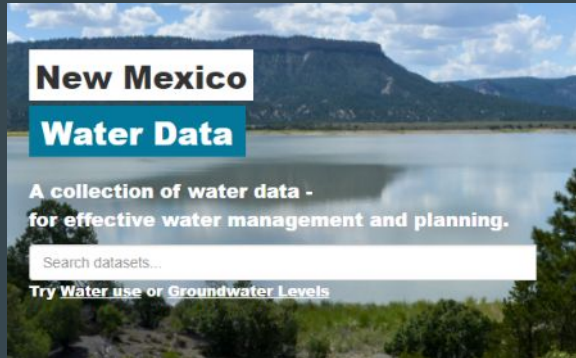 New Mexico
Water Data
A collection of water data -
for effective water management and planning.
Search datasets...
Try Water use or Groundwater Levels